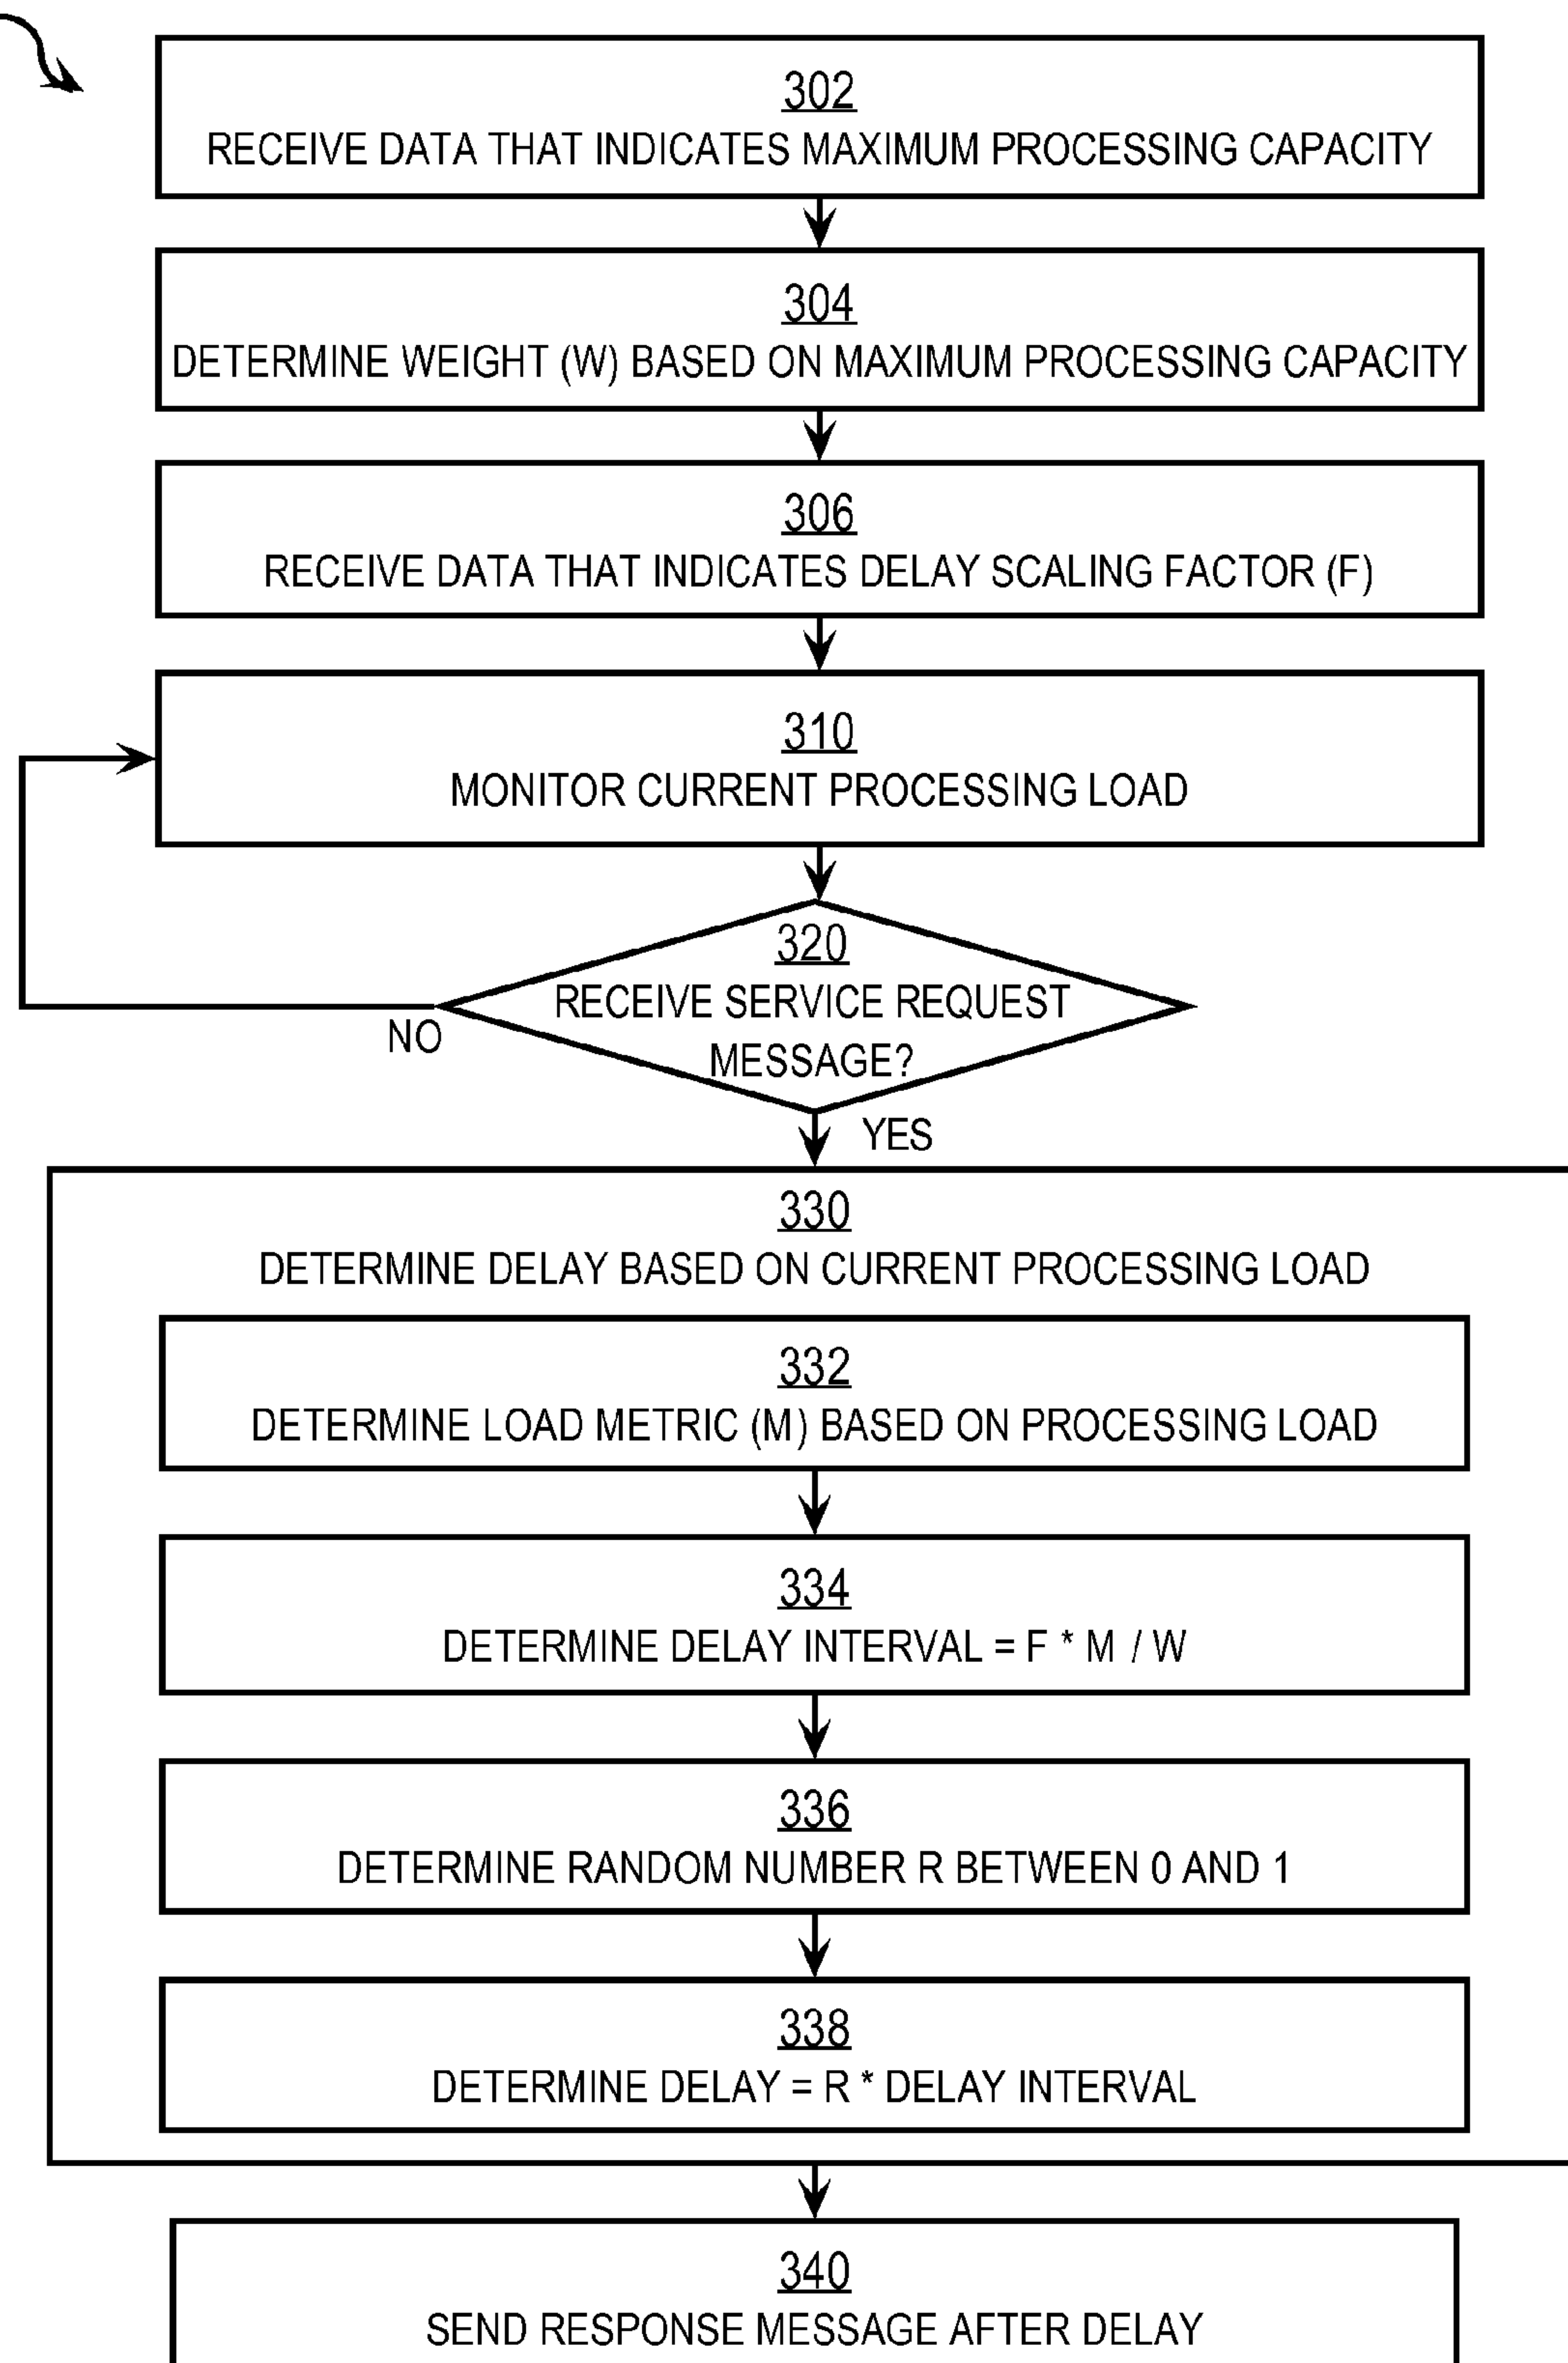 302
RECEIVE DATA THAT INDICATES MAXIMUM PROCESSING CAPACITY
304
DETERMINE WEIGHT (W) BASED ON MAXIMUM PROCESSING CAPACITY
306
RECEIVE DATA THAT INDICATES DELAY SCALING FACTOR (F)
310
MONITOR CURRENT PROCESSING LOAD
320
RECEIVE SERVICE REQUEST
MESSAGE?
NO
YES
330
DETERMINE DELAY BASED ON CURRENT PROCESSING LOAD
332
DETERMINE LOAD METRIC (M) BASED ON PROCESSING LOAD
334
DETERMINE DELAY INTERVAL = F * M / W
336
DETERMINE RANDOM NUMBER R BETWEEN 0 AND 1
338
DETERMINE DELAY = R * DELAY INTERVAL
340
SEND RESPONSE MESSAGE AFTER DELAY